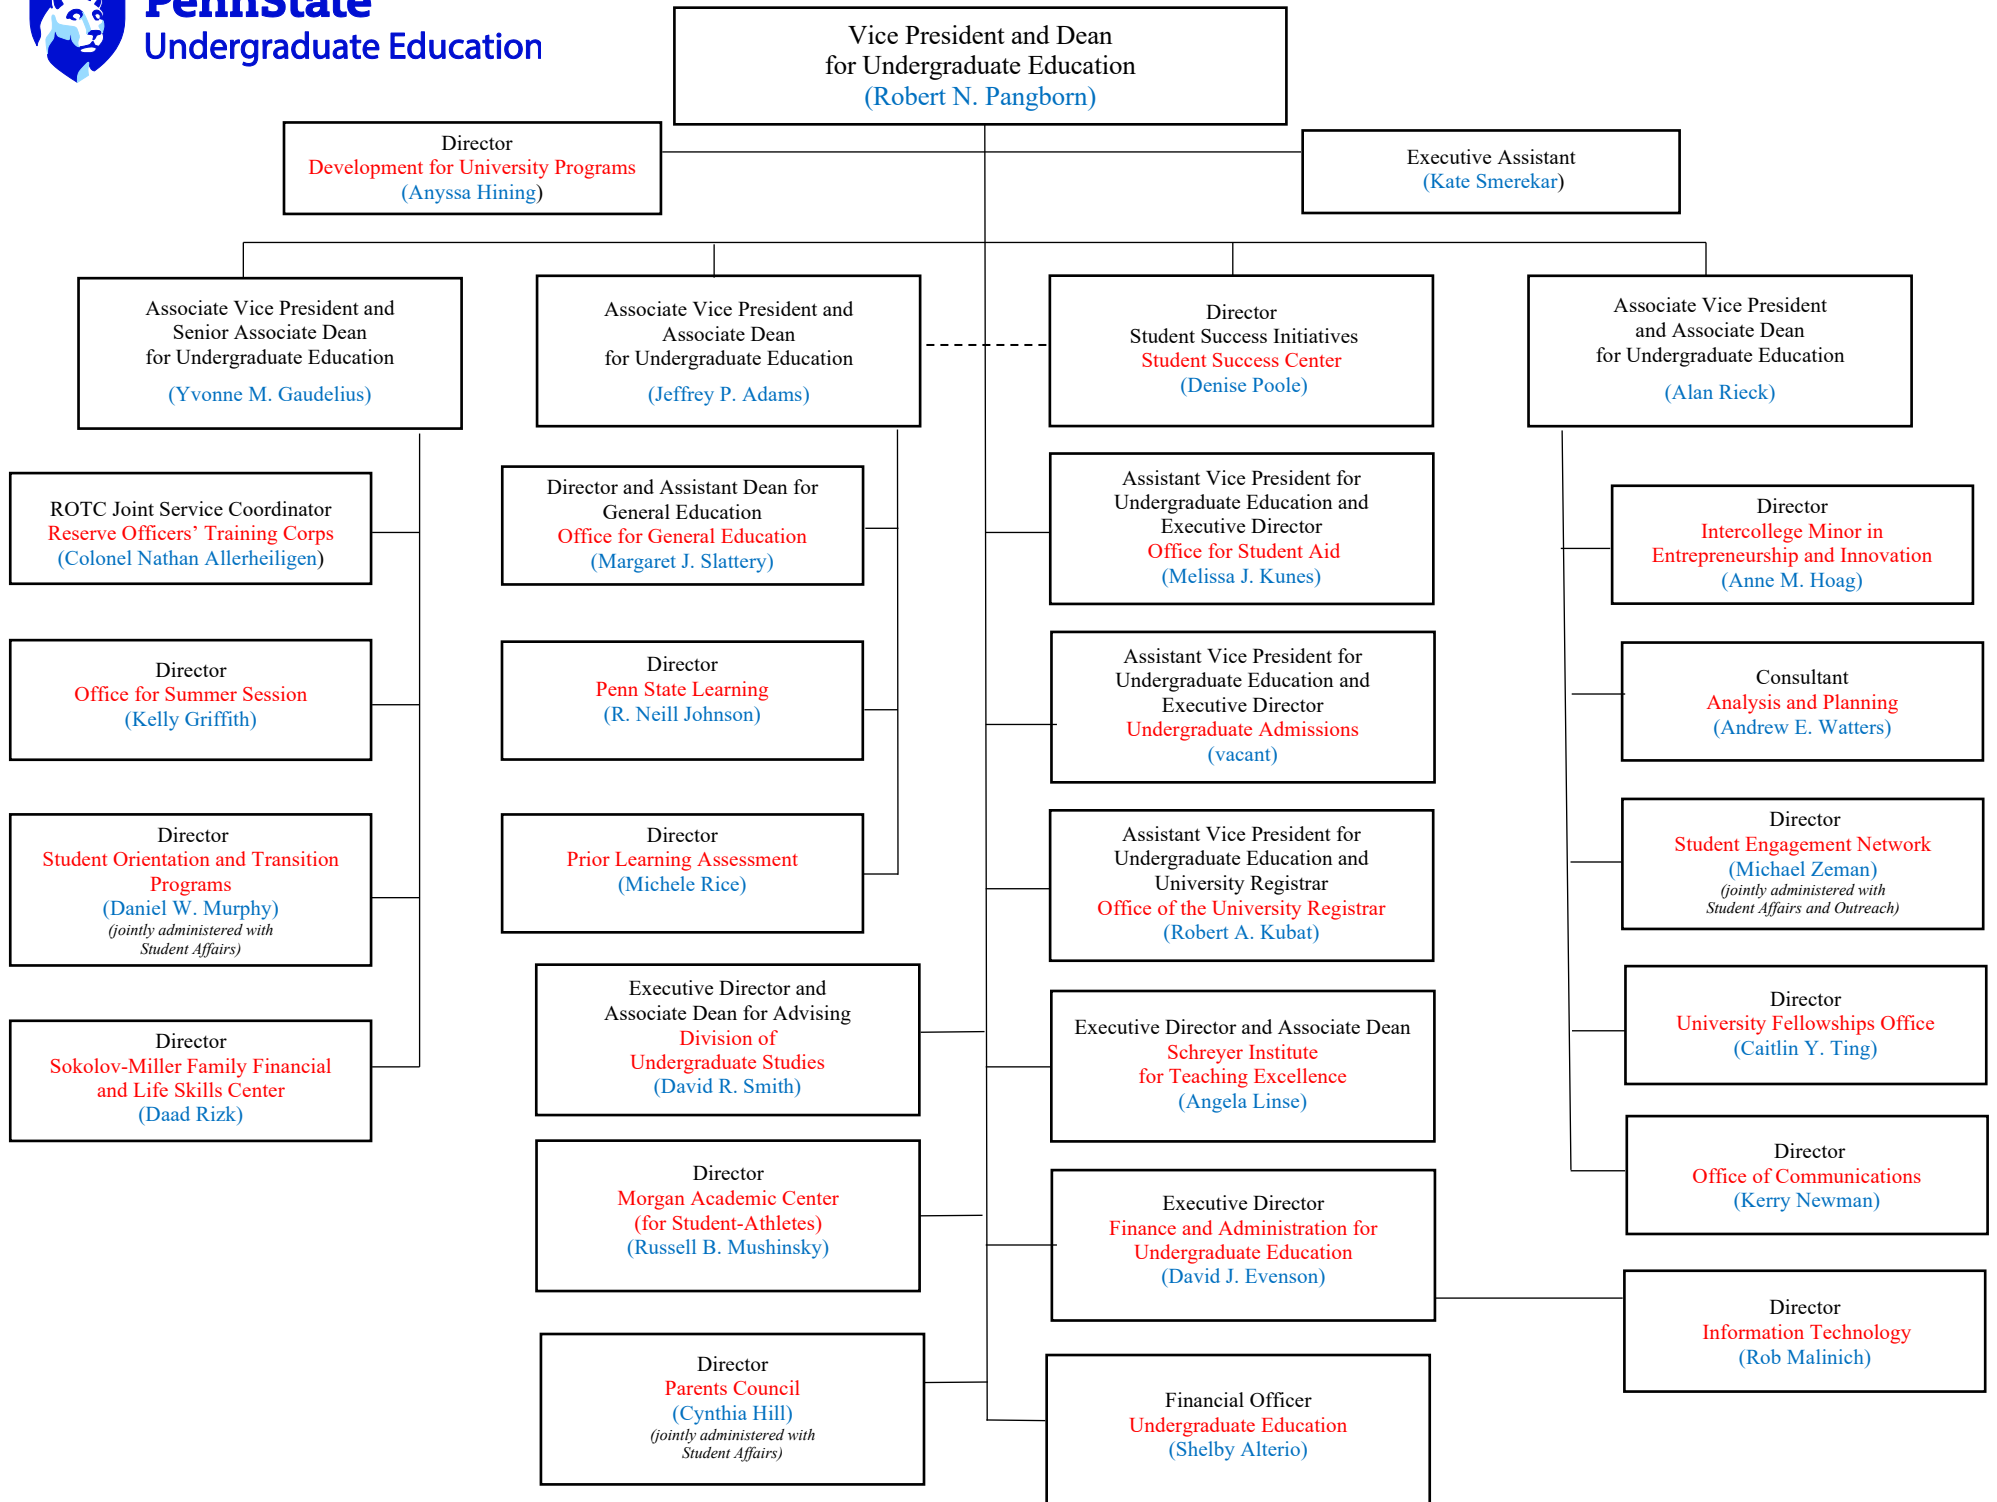 PennState
Undergraduate Education
Vice President and Dean
for Undergraduate Education
(Robert N. Pangborn)
Director
Development for University Programs
(Anyssa Hining)
Executive Assistant
(Kate Smerekar)
Associate Vice President and
Senior Associate Dean
for Undergraduate Education
(Yvonne M. Gaudelius)
Associate Vice President and
Associate Dean
for Undergraduate Education
(Jeffrey P. Adams)
Director
Student Success Initiatives
Student Success Center
(Denise Poole)
Associate Vice President
and Associate Dean
for Undergraduate Education
(Alan Rieck)
ROTC Joint Service Coordinator
Reserve Officers’ Training Corps
(Colonel Nathan Allerheiligen)
Director
Office for Summer Session
(Kelly Griffith)
Director
Student Orientation and Transition
Programs
(Daniel W. Murphy)
(jointly administered with
Student Affairs)
Director
Sokolov-Miller Family Financial
and Life Skills Center
(Daad Rizk)
Director and Assistant Dean for
General Education
Office for General Education
(Margaret J. Slattery)
Director
Penn State Learning
(R. Neill Johnson)
Director
Prior Learning Assessment
(Michele Rice)
Executive Director and
Associate Dean for Advising
Division of
Undergraduate Studies
(David R. Smith)
Director
Morgan Academic Center
(for Student-Athletes)
(Russell B. Mushinsky)
Director
Parents Council
(Cynthia Hill)
(jointly administered with
Student Affairs)
Assistant Vice President for
Undergraduate Education and
Executive Director
Office for Student Aid
(Melissa J. Kunes)
Assistant Vice President for
Undergraduate Education and
Executive Director
Undergraduate Admissions
(vacant)
Assistant Vice President for
Undergraduate Education and
University Registrar
Office of the University Registrar
(Robert A. Kubat)
Executive Director and Associate Dean
Schreyer Institute
for Teaching Excellence
(Angela Linse)
Executive Director
Finance and Administration for
Undergraduate Education
(David J. Evenson)
Financial Officer
Undergraduate Education
(Shelby Alterio)
Director
Intercollege Minor in
Entrepreneurship and Innovation
(Anne M. Hoag)
Consultant
Analysis and Planning
(Andrew E. Watters)
Director
Student Engagement Network
(Michael Zeman)
(jointly administered with
Student Affairs and Outreach)
Director
University Fellowships Office
(Caitlin Y. Ting)
Director
Office of Communications
(Kerry Newman)
Director
Information Technology
(Rob Malinich)